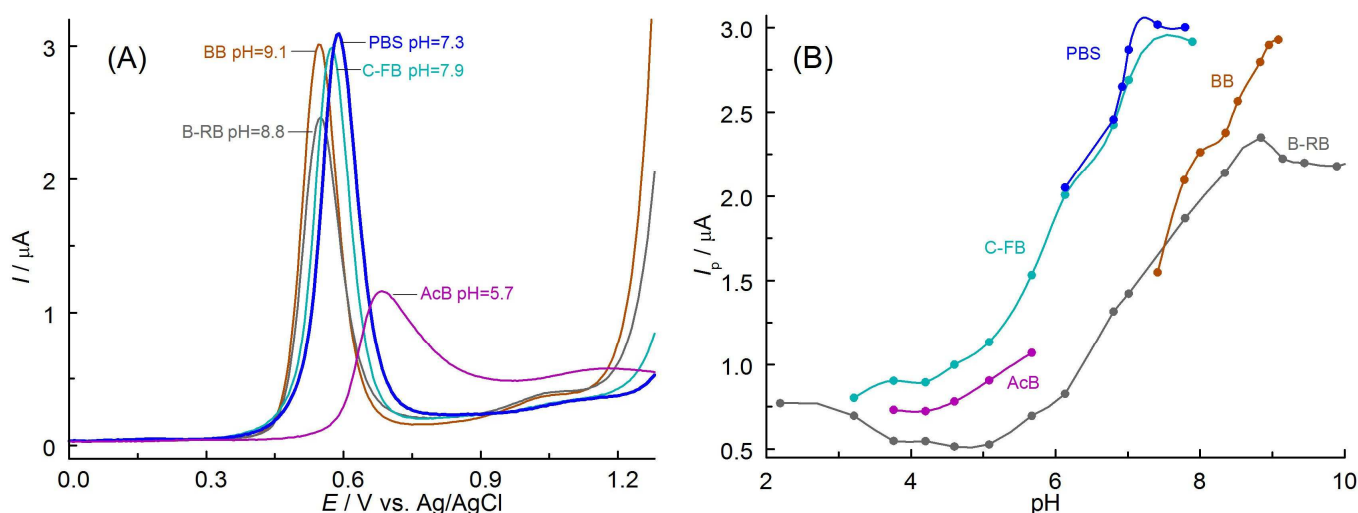 (A)
BB pH=9.1
PBS pH=7.3
C-FB pH=7.9
B-RB pH=8.8
AcB pH=5.7
3
2
1
0
I / μA
0.0 0.3 0.6 0.9 1.2
E / V vs. Ag/AgCl
(B)
PBS
BB
B-RB
C-FB
AcB
3.0
2.5
2.0
1.5
1.0
0.5
Ip / μA
2 4 6 8 10
pH